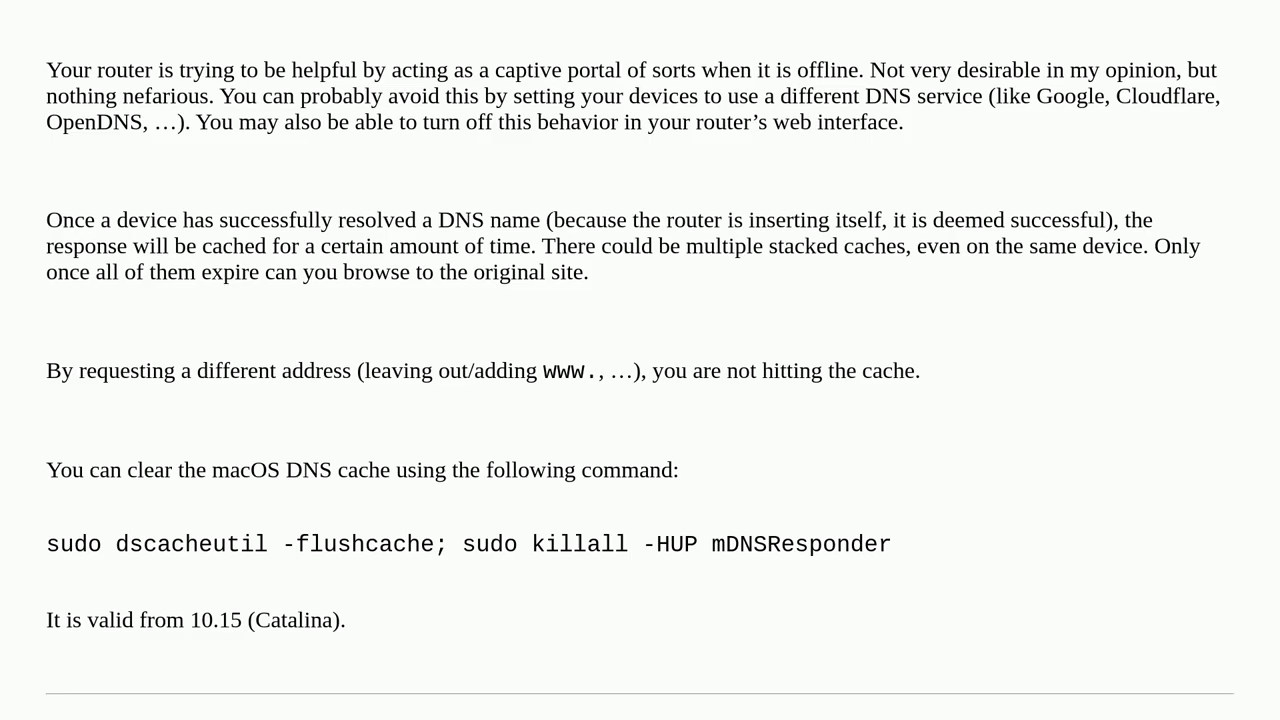 Your router is trying to be helpful by acting as a captive portal of sorts when it is offline. Not very desirable in my opinion, but
nothing nefarious. You can probably avoid this by setting your devices to use a different DNS service (like Google, Cloudflare,
OpenDNS, …). You may also be able to turn off this behavior in your router’s web interface.
Once a device has successfully resolved a DNS name (because the router is inserting itself, it is deemed successful), the
response will be cached for a certain amount of time. There could be multiple stacked caches, even on the same device. Only
once all of them expire can you browse to the original site.
By requesting a different address (leaving out/adding www., …), you are not hitting the cache.
You can clear the macOS DNS cache using the following command:
sudo dscacheutil -flushcache; sudo killall -HUP mDNSResponder
It is valid from 10.15 (Catalina).